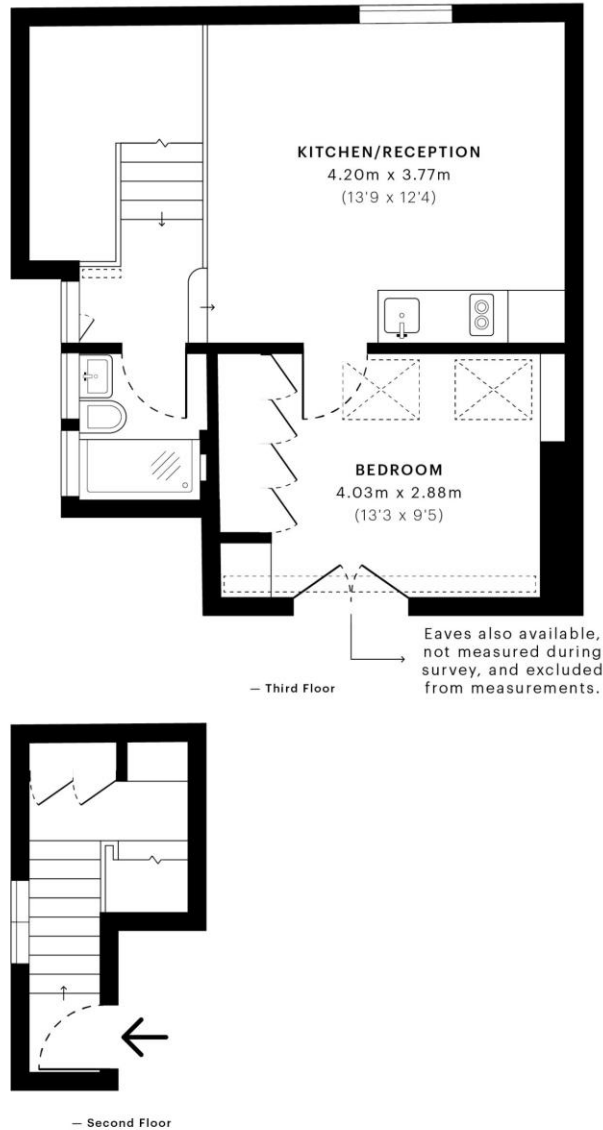 KITCHEN/RECEPTION
4.20m x 3.77m
(13'9 x 12'4)
BEDROOM
4.03m x 2.88m
(13'3 x 9'5)
Eaves also available,
not measured during
survey, and excluded
from measurements.
— Third Floor
— Second Floor